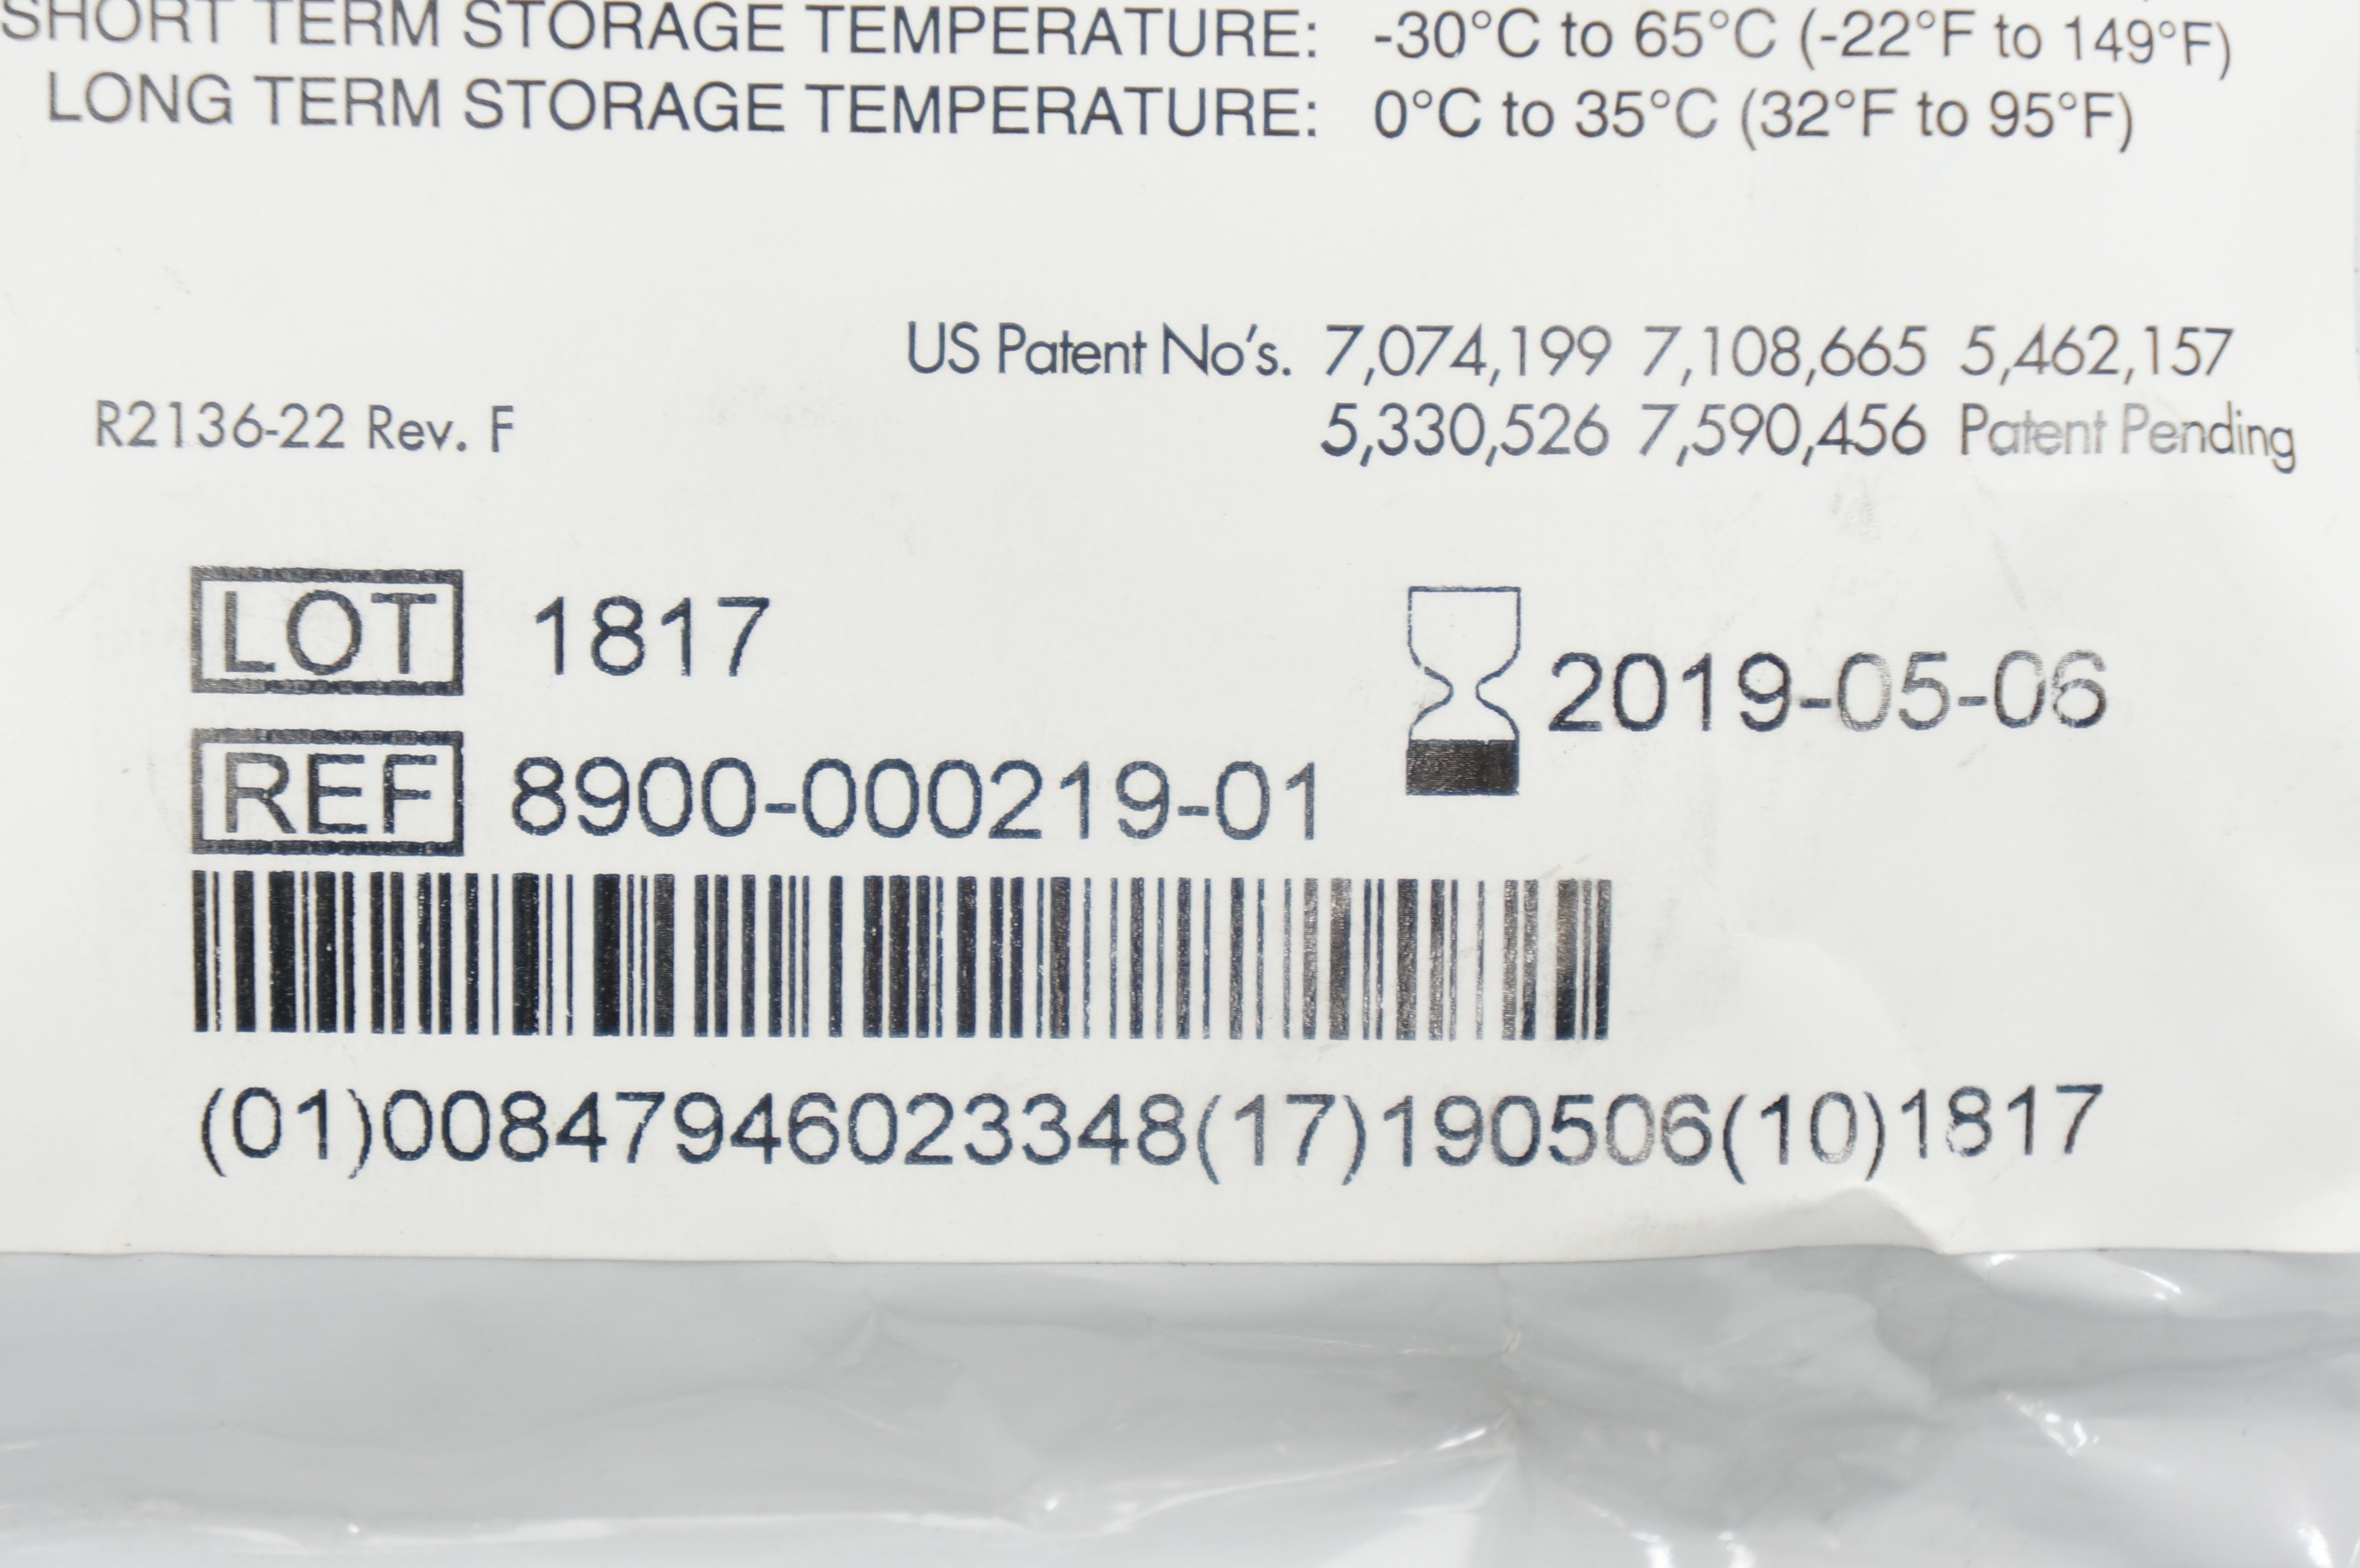 SHORT TERM STORAGE TEMPERATURE: -30°C to 65°C (-22°F to 149°F)
LONG TERM STORAGE TEMPERATURE: 0°C to 35°C (32°F to 95°F)
US Patent No's. 7,074,199 7,108,665 5,462,157
R2136-22 Rev. F 5,330,526 7,590,456 Patent Pending
LOT 1817
2019-05-06
REF 8900-000219-01
(01)00847946023348(17)190506(10)1817